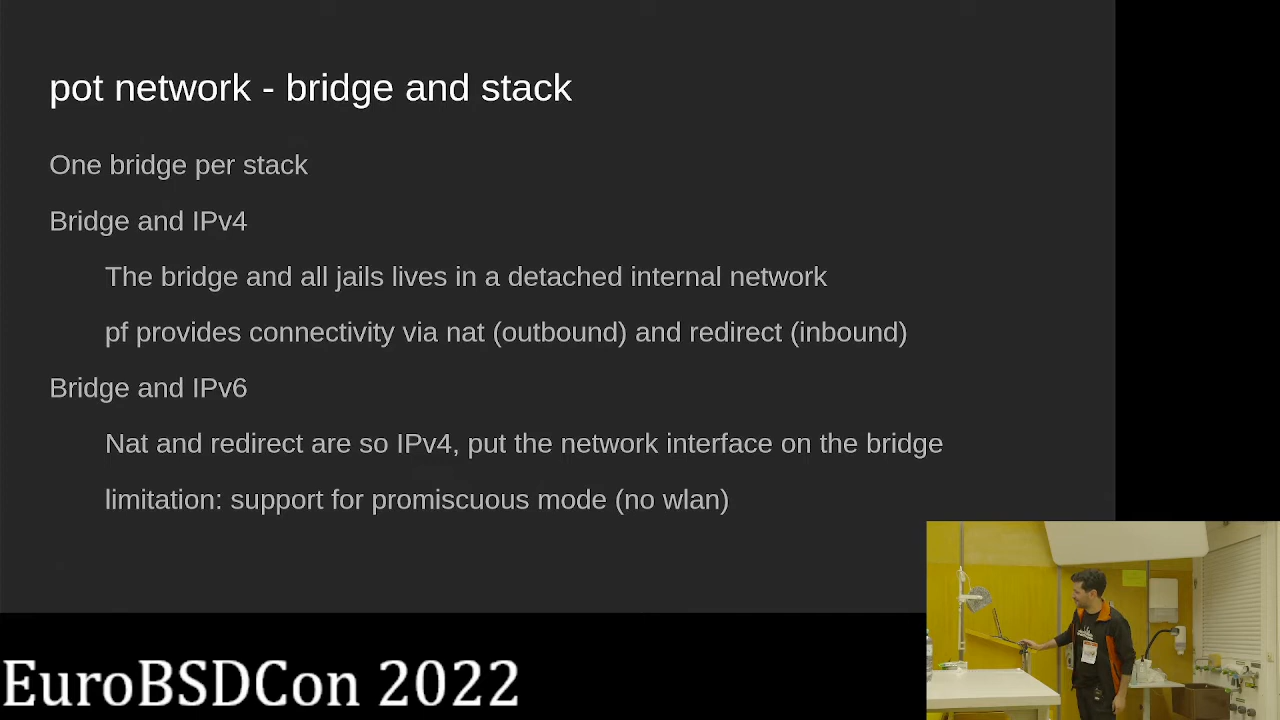 pot network - bridge and stack
One bridge per stack
Bridge and IPv4
The bridge and all jails lives in a detached internal network
pf provides connectivity via nat (outbound) and redirect (inbound)
Bridge and IPv6
Nat and redirect are so IPv4, put the network interface on the bridge
limitation: support for promiscuous mode (no wlan)
EuroBSDCon 2022